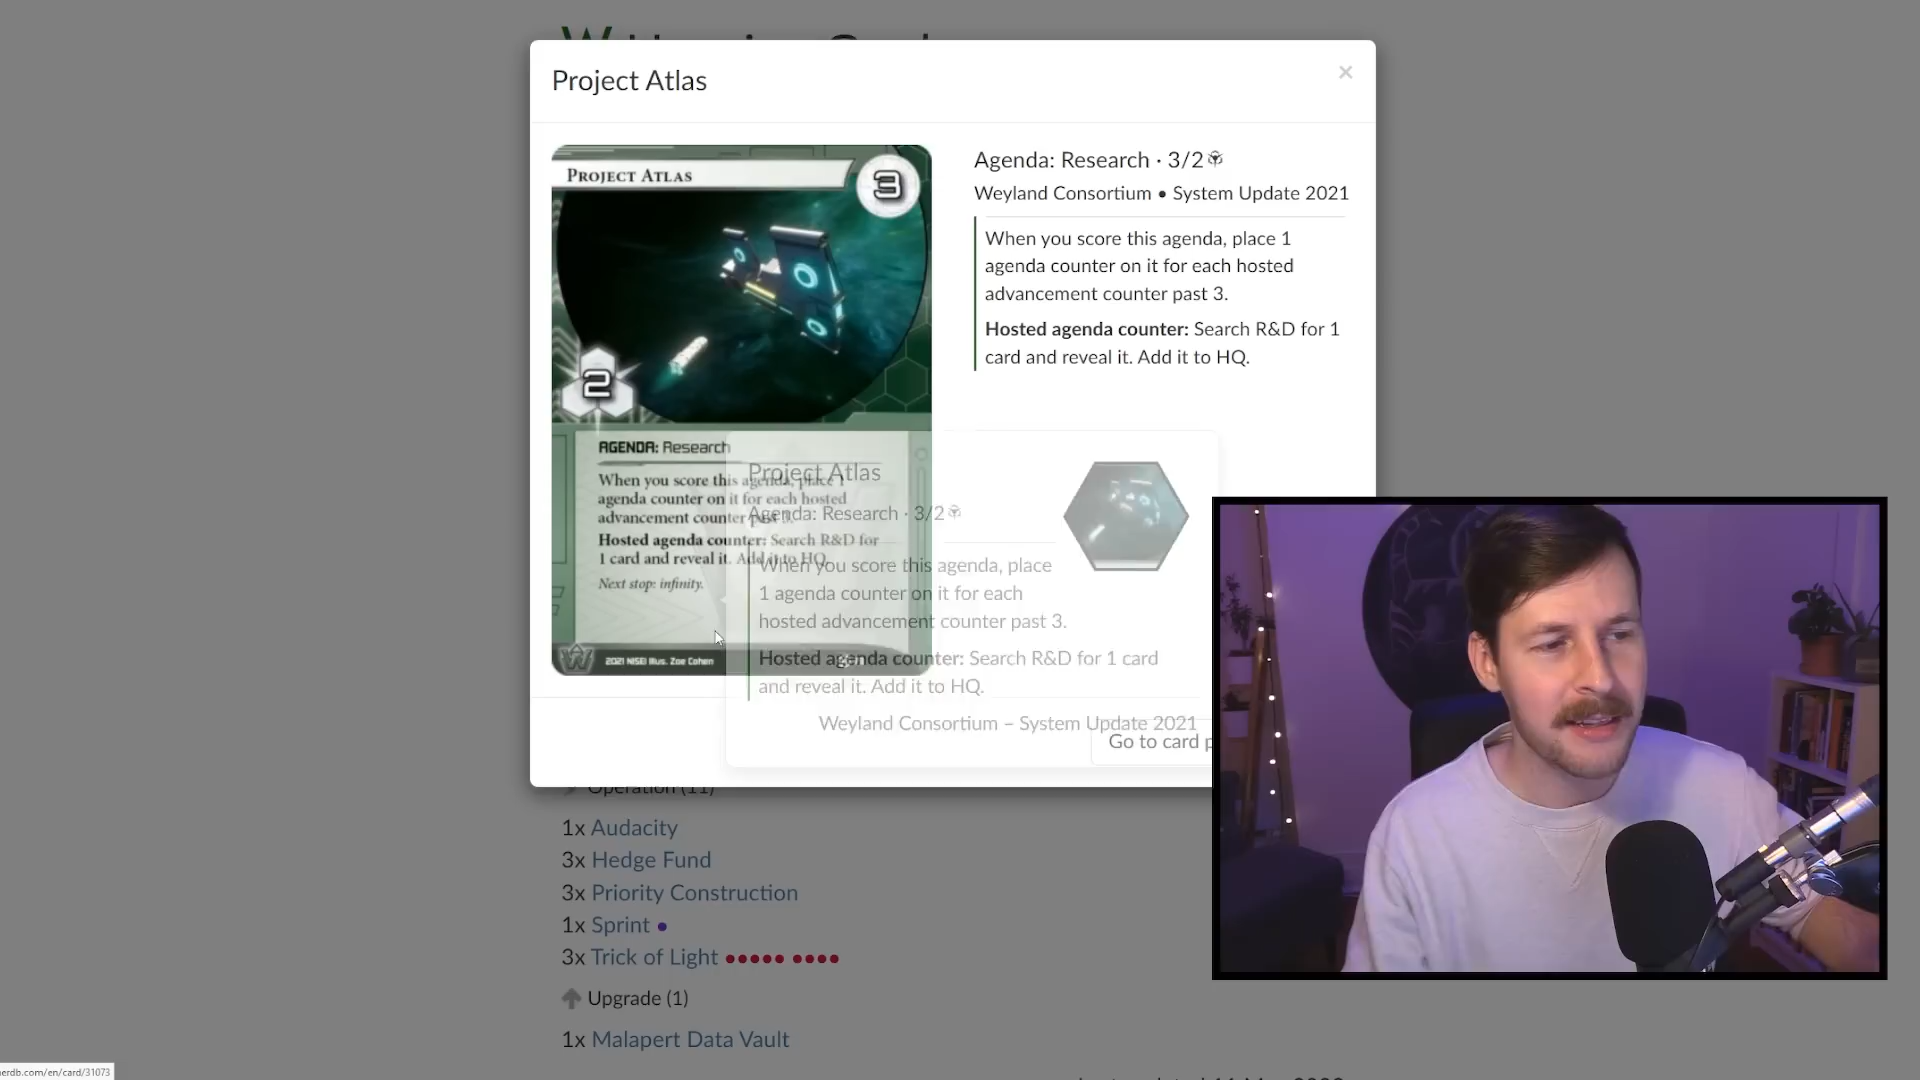 Project Atlas
×
PROJECT ATLAS
3
2
AGENDA: Research
When you score this agenda, place 1
agenda counter on it for each hosted
advancement counter past 3.
Hosted agenda counter: Search R&D for
1 card and reveal it. Add it to HQ.
Next stop: infinity.
2021 NISEI Illus. Zoe Cohen
Agenda: Research · 3/2
Weyland Consortium • System Update 2021
When you score this agenda, place 1
agenda counter on it for each hosted
advancement counter past 3.
Hosted agenda counter: Search R&D for 1
card and reveal it. Add it to HQ.
Project Atlas
Agenda: Research · 3/2
When you score this agenda, place
1 agenda counter on it for each
hosted advancement counter past 3.
Hosted agenda counter: Search R&D for 1 card
and reveal it. Add it to HQ.
Weyland Consortium – System Update 2021
Go to card p
Operation (11)
1x Audacity
3x Hedge Fund
3x Priority Construction
1x Sprint •
3x Trick of Light ••••• ••••
Upgrade (1)
1x Malapert Data Vault
erdb.com/en/card/31073